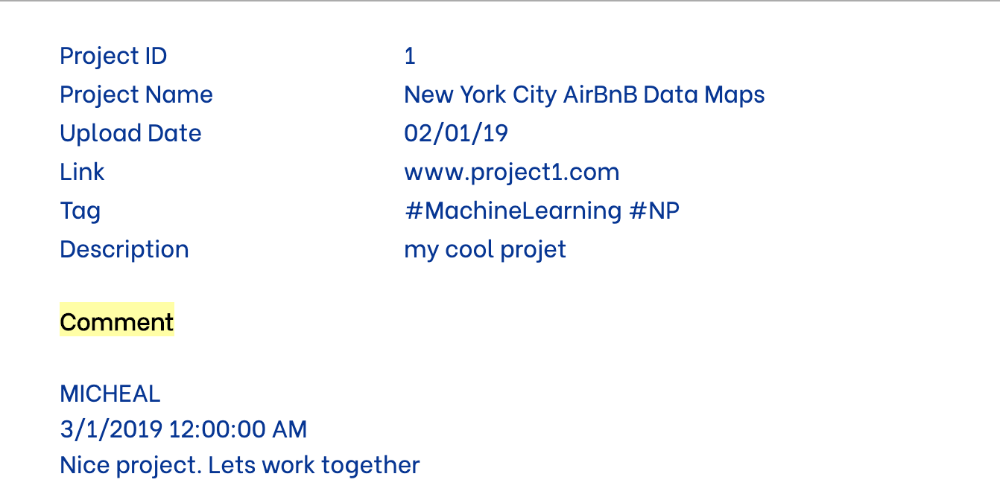 Project ID 1
Project Name New York City AirBnB Data Maps
Upload Date 02/01/19
Link www.project1.com
Tag #MachineLearning #NP
Description my cool projet
Comment
MICHEAL
3/1/2019 12:00:00 AM
Nice project. Lets work together